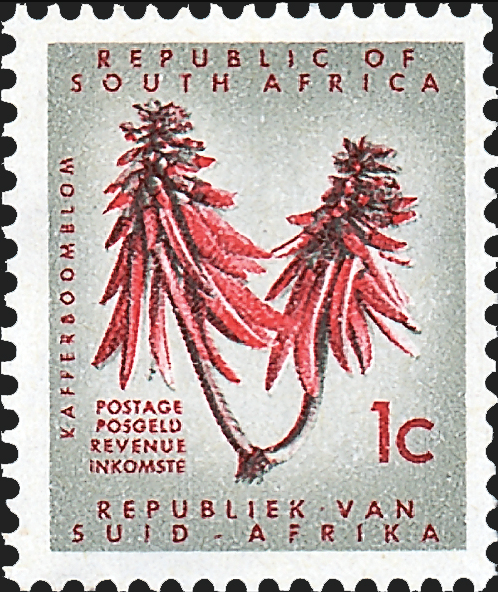 REPUBLIC OF
SOUTH AFRICA
KAFFERBOOMBLOM
POSTAGE
POSGELD
REVENUE
INKOMSTE
1c
REPUBLIEK VAN
SUID-AFRIKA